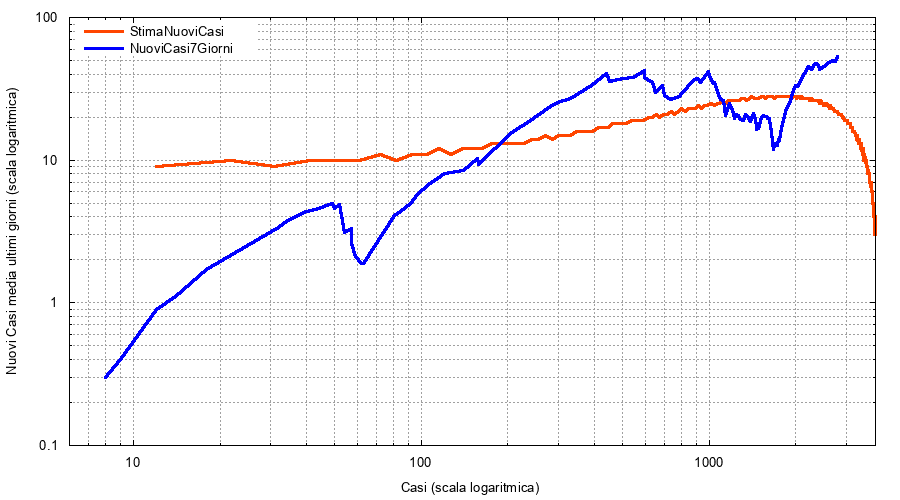 100
StimaNuoviCasi
NuoviCasi7Giorni
10
1
0.1
Nuovi Casi media ultimi giorni (scala logaritmica)
10
100
1000
Casi (scala logaritmica)